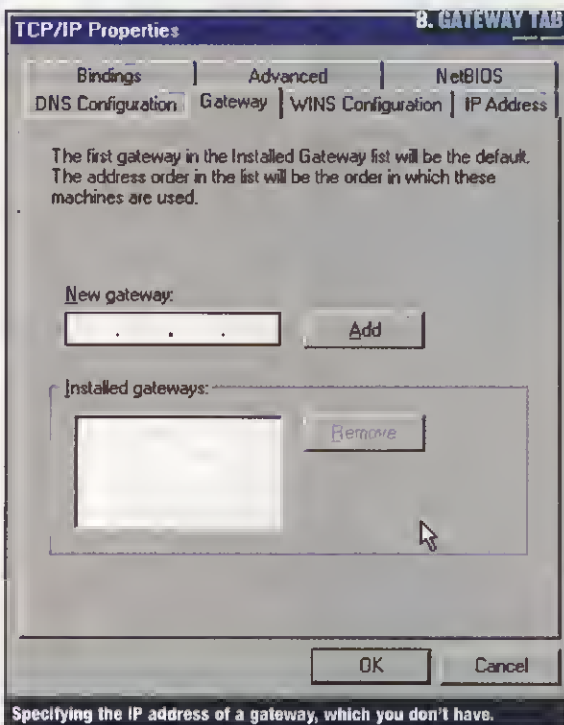 8. GATEWAY TAB
TCP/IP Properties
Bindings
Advanced
NetBIOS
DNS Configuration
Gateway
WINS Configuration
IP Address
The first gateway in the Installed Gateway list will be the default.
The address order in the list will be the order in which these
machines are used.
New gateway:
. . .
Add
Installed gateways:
Remove
OK
Cancel
Specifying the IP address of a gateway, which you don't have.